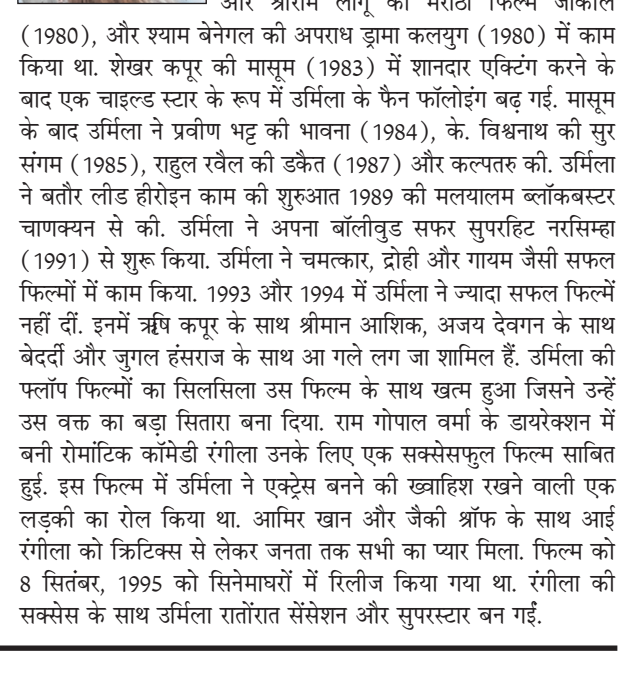 और श्रीराम लागू की मराठी फिल्म जाकोल
(1980), और श्याम बेनेगल की अपराध ड्रामा कलयुग (1980) में काम
किया था. शेखर कपूर की मासूम (1983) में शानदार एक्टिंग करने के
बाद एक चाइल्ड स्टार के रूप में उर्मिला के फैन फॉलोइंग बढ़ गई. मासूम
के बाद उर्मिला ने प्रवीण भट्ट की भावना (1984), के. विश्वनाथ की सुर
संगम (1985), राहुल रवैल की डकैत (1987) और कल्पतरु की. उर्मिला
ने बतौर लीड हीरोइन काम की शुरुआत 1989 की मलयालम ब्लॉकबस्टर
चाणक्यन से की. उर्मिला ने अपना बॉलीवुड सफर सुपरहिट नरसिम्हा
(1991) से शुरू किया. उर्मिला ने चमत्कार, द्रोही और गायम जैसी सफल
फिल्मों में काम किया. 1993 और 1994 में उर्मिला ने ज्यादा सफल फिल्में
नहीं दीं. इनमें ऋषि कपूर के साथ श्रीमान आशिक, अजय देवगन के साथ
बेदर्दी और जुगल हंसराज के साथ आ गले लग जा शामिल हैं. उर्मिला की
फ्लॉप फिल्मों का सिलसिला उस फिल्म के साथ खत्म हुआ जिसने उन्हें
उस वक्त का बड़ा सितारा बना दिया. राम गोपाल वर्मा के डायरेक्शन में
बनी रोमांटिक कॉमेडी रंगीला उनके लिए एक सक्सेसफुल फिल्म साबित
हुई. इस फिल्म में उर्मिला ने एक्ट्रेस बनने की ख्वाहिश रखने वाली एक
लड़की का रोल किया था. आमिर खान और जैकी श्रॉफ के साथ आई
रंगीला को क्रिटिक्स से लेकर जनता तक सभी का प्यार मिला. फिल्म को
8 सितंबर, 1995 को सिनेमाघरों में रिलीज किया गया था. रंगीला की
सक्सेस के साथ उर्मिला रातोंरात सेंसेशन और सुपरस्टार बन गईं.